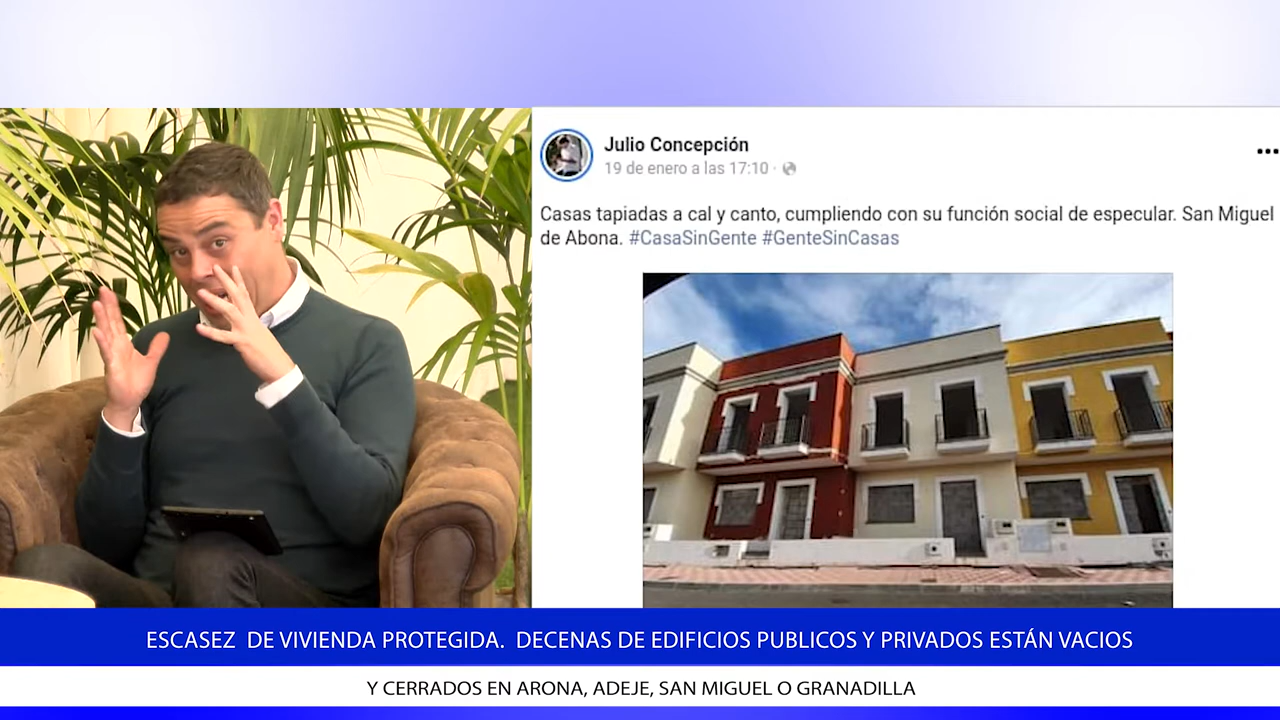 Julio Concepción
19 de enero a las 17:10 ·
Casas tapiadas a cal y canto, cumpliendo con su función social de especular. San Miguel
de Abona. #CasaSinGente #GenteSinCasas
ESCASEZ  DE VIVIENDA PROTEGIDA.  DECENAS DE EDIFICIOS PUBLICOS Y PRIVADOS ESTÁN VACIOS
Y CERRADOS EN ARONA, ADEJE, SAN MIGUEL O GRANADILLA